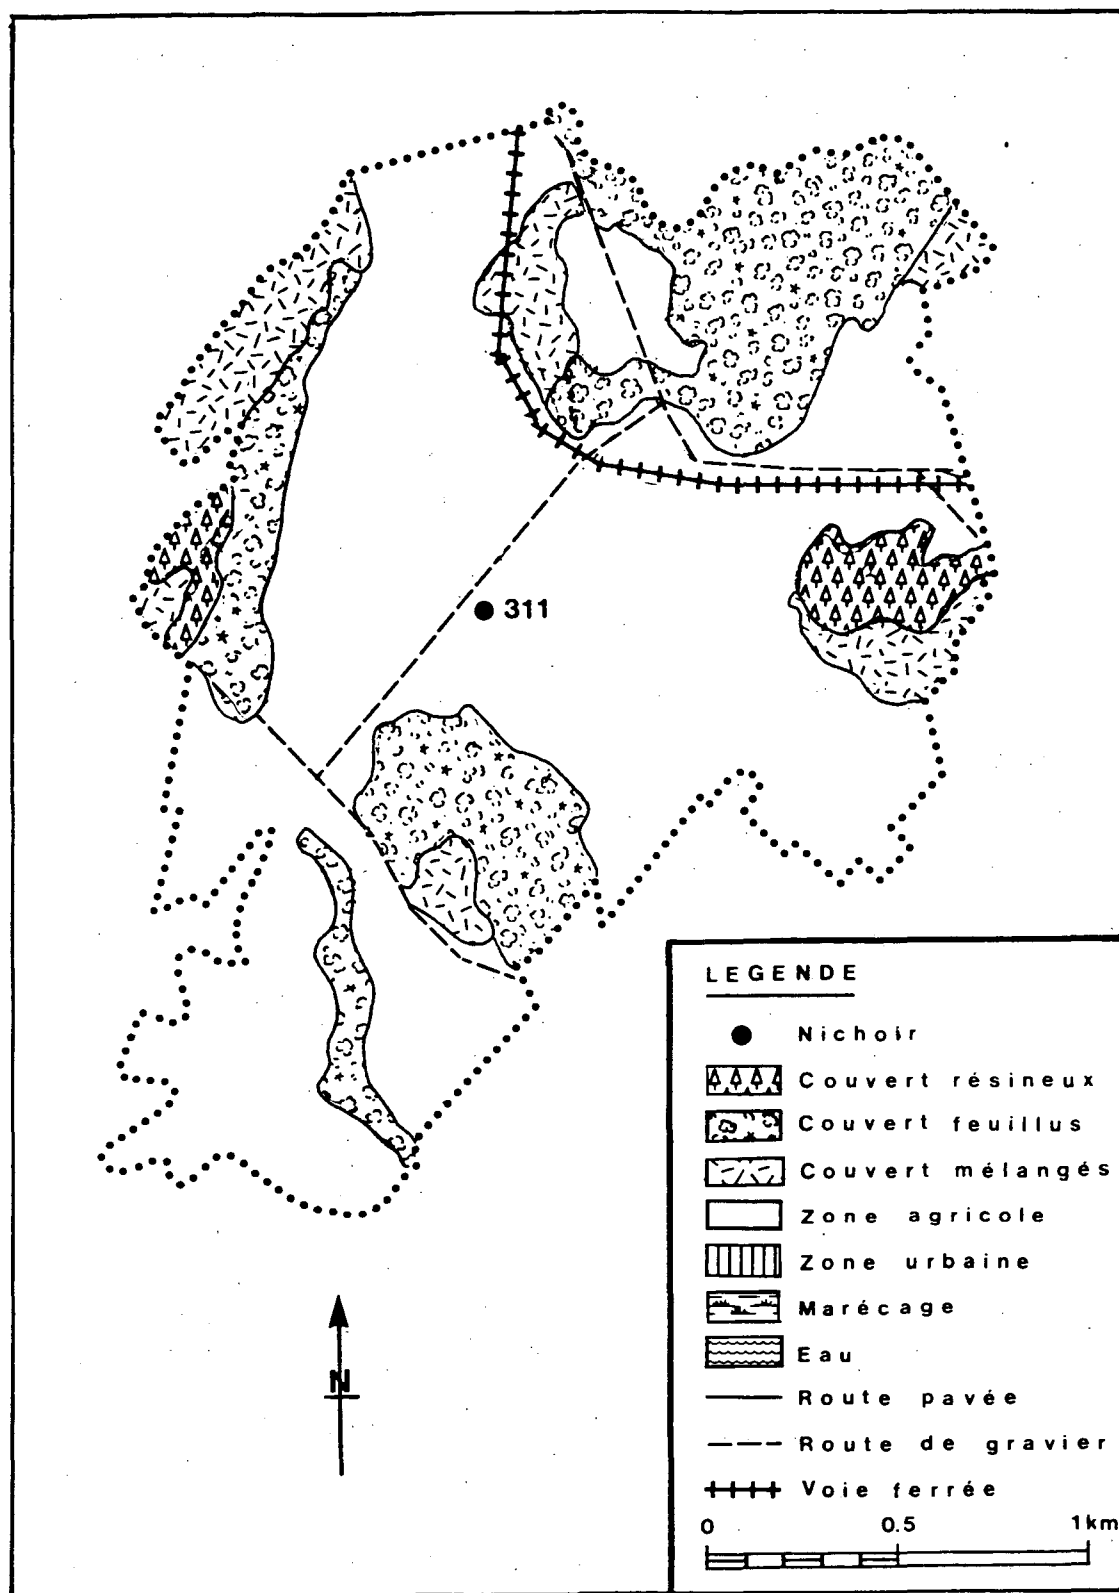 311
LEGENDE
Nichoir
Couvert résineux
Couvert feuillus
Couvert mélangés
Zone agricole
Zone urbaine
Marécage
Eau
Route pavée
Route de gravier
Voie ferrée
0 0.5 1km
N